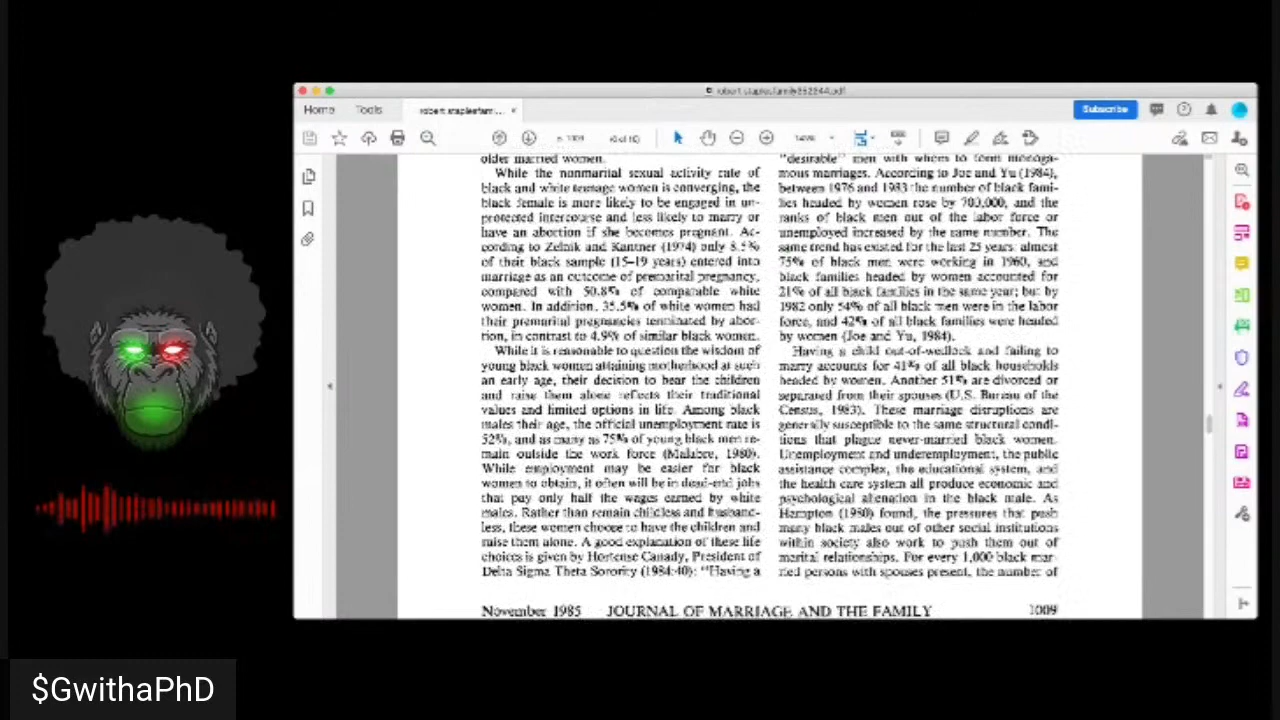 robert staplesfamily352244.pdf
Home Tools robert staplesfami... × Subscribe
p. 1009 (3 of 10) 149%
older married women.
While the nonmarital sexual activity rate of
black and white teenage women is converging, the
black female is more likely to be engaged in un-
protected intercourse and less likely to marry or
have an abortion if she becomes pregnant. Ac-
cording to Zelnik and Kantner (1974) only 8.5%
of their black sample (15–19 years) entered into
marriage as an outcome of premarital pregnancy,
compared with 50.8% of comparable white
women. In addition, 35.5% of white women had
their premarital pregnancies terminated by abor-
tion, in contrast to 4.9% of similar black women.
While it is reasonable to question the wisdom of
young black women attaining motherhood at such
an early age, their decision to bear the children
and raise them alone reflects their traditional
values and limited options in life. Among black
males their age, the official unemployment rate is
52%, and as many as 75% of young black men re-
main outside the work force (Malabre, 1980).
While employment may be easier for black
women to obtain, it often will be in dead-end jobs
that pay only half the wages earned by white
males. Rather than remain childless and husband-
less, these women choose to have the children and
raise them alone. A good explanation of these life
choices is given by Hortense Canady, President of
Delta Sigma Theta Sorority (1984:40): "Having a
"desirable" men with whom to form monoga-
mous marriages. According to Joe and Yu (1984),
between 1976 and 1983 the number of black fami-
lies headed by women rose by 700,000, and the
ranks of black men out of the labor force or
unemployed increased by the same number. The
same trend has existed for the last 25 years: almost
75% of black men were working in 1960, and
black families headed by women accounted for
21% of all black families in the same year; but by
1982 only 54% of all black men were in the labor
force, and 42% of all black families were headed
by women (Joe and Yu, 1984).
Having a child out-of-wedlock and failing to
marry accounts for 41% of all black households
headed by women. Another 51% are divorced or
separated from their spouses (U.S. Bureau of the
Census, 1983). These marriage disruptions are
generally susceptible to the same structural condi-
tions that plague never-married black women.
Unemployment and underemployment, the public
assistance complex, the educational system, and
the health care system all produce economic and
psychological alienation in the black male. As
Hampton (1980) found, the pressures that push
many black males out of other social institutions
within society also work to push them out of
marital relationships. For every 1,000 black mar-
ried persons with spouses present, the number of
November 1985 JOURNAL OF MARRIAGE AND THE FAMILY 1009
$GwithaPhD